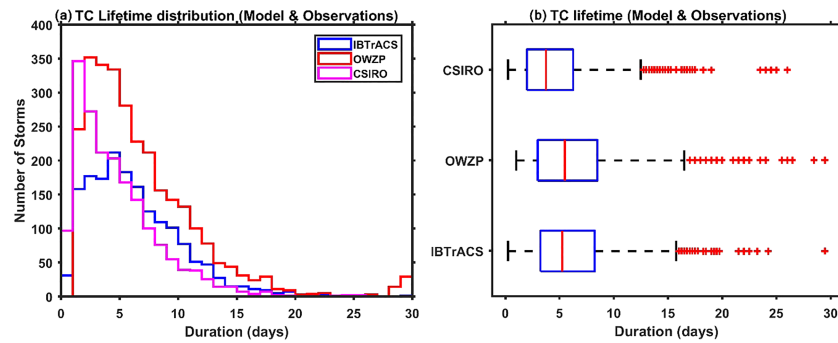 (a) TC Lifetime distribution (Model & Observations)
400
350
300
250
200
150
100
50
0
Number of Storms
IBTrACS
OWZP
CSIRO
0 5 10 15 20 25 30
Duration (days)
(b) TC lifetime (Model & Observations)
CSIRO
OWZP
IBTrACS
0 5 10 15 20 25 30
Duration (days)